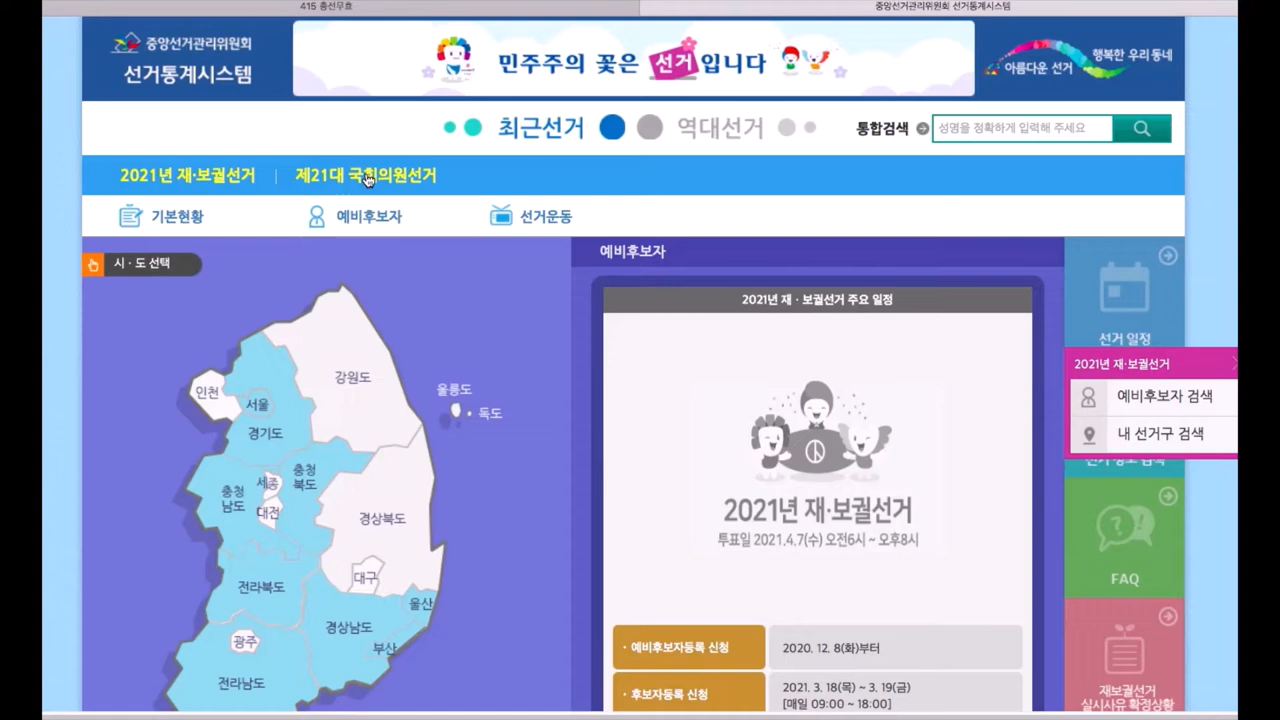 415 총선무효
중앙선거관리위원회 선거통계시스템
중앙선거관리위원회
선거통계시스템
민주주의 꽃은 선거입니다
아름다운 선거
행복한 우리 동네
최근선거
역대선거
통합검색
성명을 정확하게 입력해 주세요
2021년 재·보궐선거
제21대 국회의원선거
기본현황
예비후보자
선거운동
시·도 선택
인천
서울
경기도
강원도
울릉도
독도
충청남도
세종
대전
충청북도
경상북도
대구
전라북도
울산
경상남도
부산
광주
전라남도
예비후보자
2021년 재·보궐선거 주요 일정
2021년 재·보궐선거
투표일 2021.4.7(수) 오전6시 ~ 오후8시
· 예비후보자등록 신청
2020. 12. 8(화)부터
· 후보자등록 신청
2021. 3. 18(목) ~ 3. 19(금)
[매일 09:00 ~ 18:00]
선거 일정
2021년 재·보궐선거
예비후보자 검색
내 선거구 검색
FAQ
재보궐선거
실시사유 확정상황